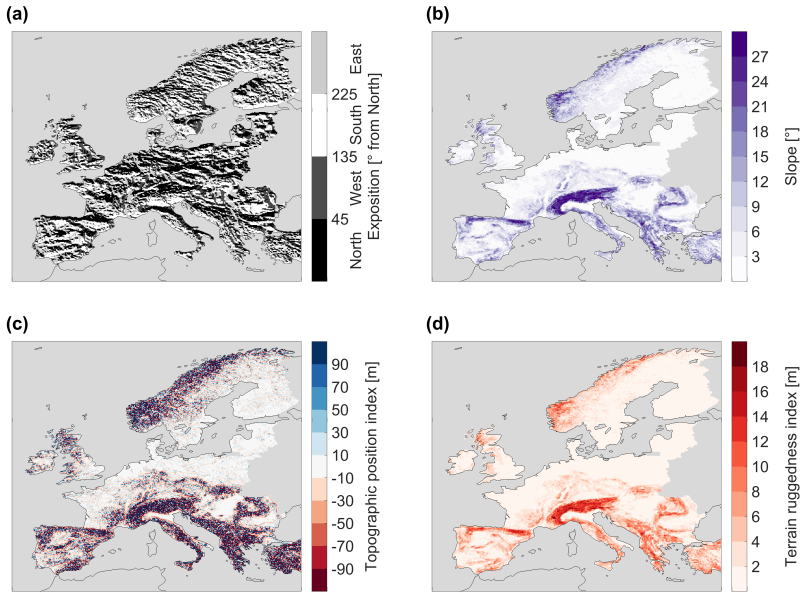 (a)
225
135
45
East
South
West
North
Exposition [° from North]
(b)
27
24
21
18
15
12
9
6
3
Slope [°]
(c)
90
70
50
30
10
-10
-30
-50
-70
-90
Topographic position index [m]
(d)
18
16
14
12
10
8
6
4
2
Terrain ruggedness index [m]